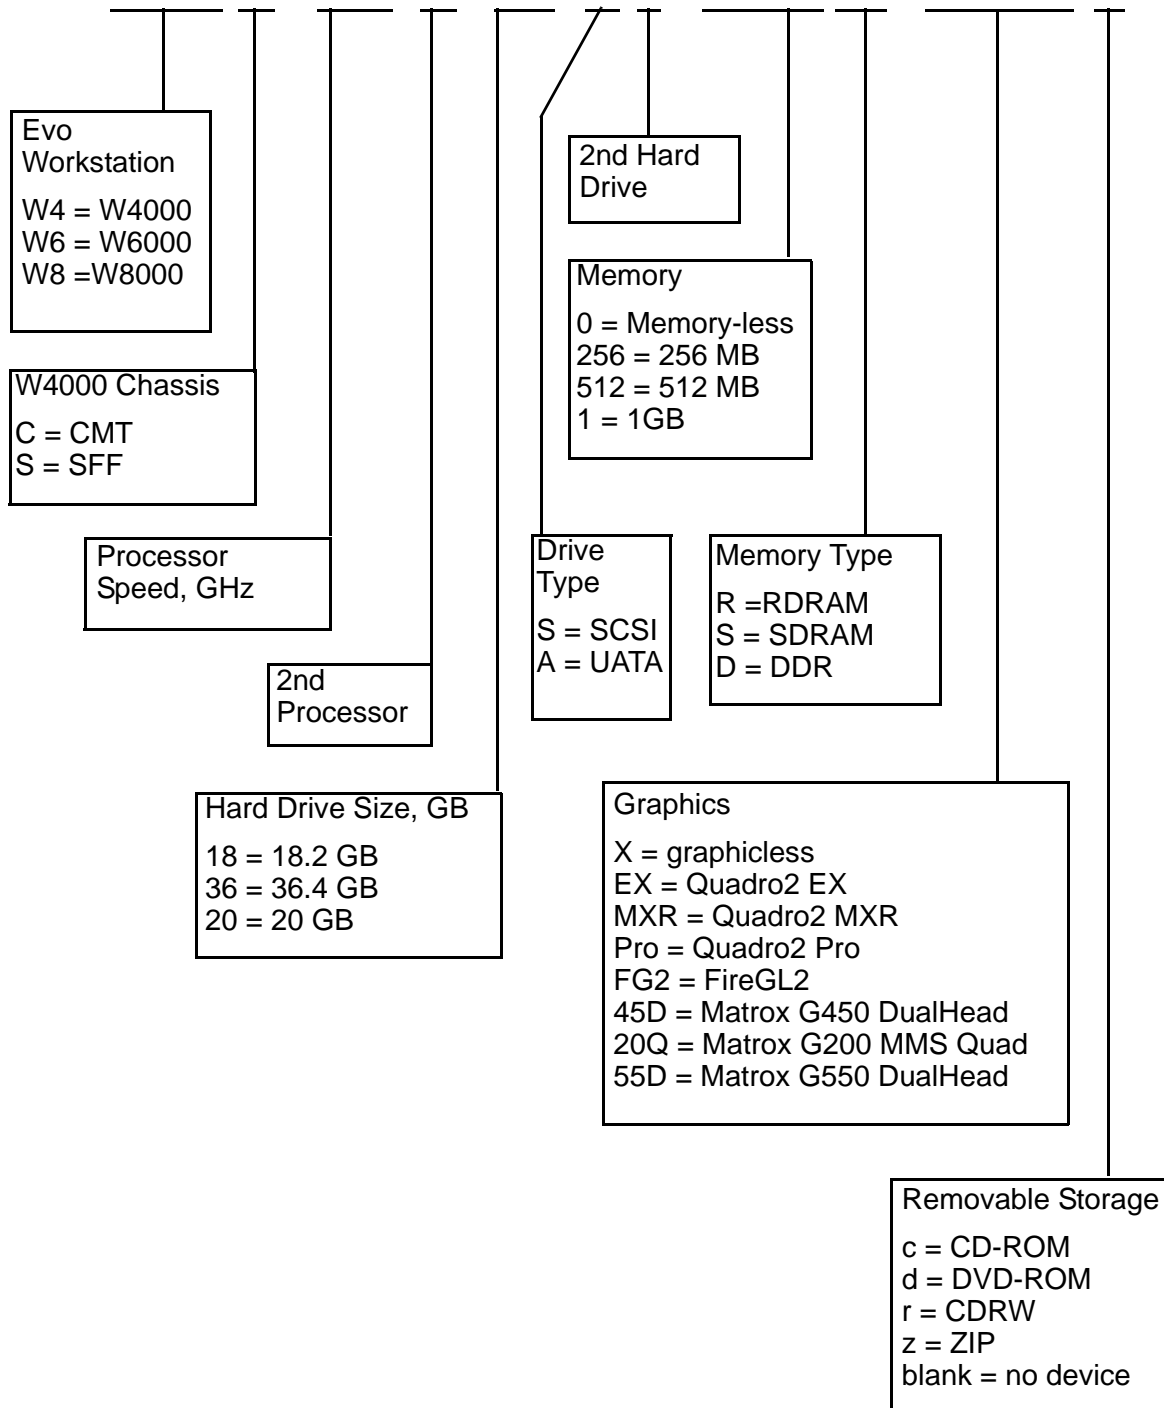 Evo
Workstation
W4 = W4000
W6 = W6000
W8 =W8000
2nd Hard
Drive
Memory
0 = Memory-less
256 = 256 MB
512 = 512 MB
1 = 1GB
W4000 Chassis
C = CMT
S = SFF
Processor
Speed, GHz
Drive
Type
S = SCSI
A = UATA
Memory Type
R =RDRAM
S = SDRAM
D = DDR
2nd
Processor
Hard Drive Size, GB
18 = 18.2 GB
36 = 36.4 GB
20 = 20 GB
Graphics
X = graphicless
EX = Quadro2 EX
MXR = Quadro2 MXR
Pro = Quadro2 Pro
FG2 = FireGL2
45D = Matrox G450 DualHead
20Q = Matrox G200 MMS Quad
55D = Matrox G550 DualHead
Removable Storage
c = CD-ROM
d = DVD-ROM
r = CDRW
z = ZIP
blank = no device